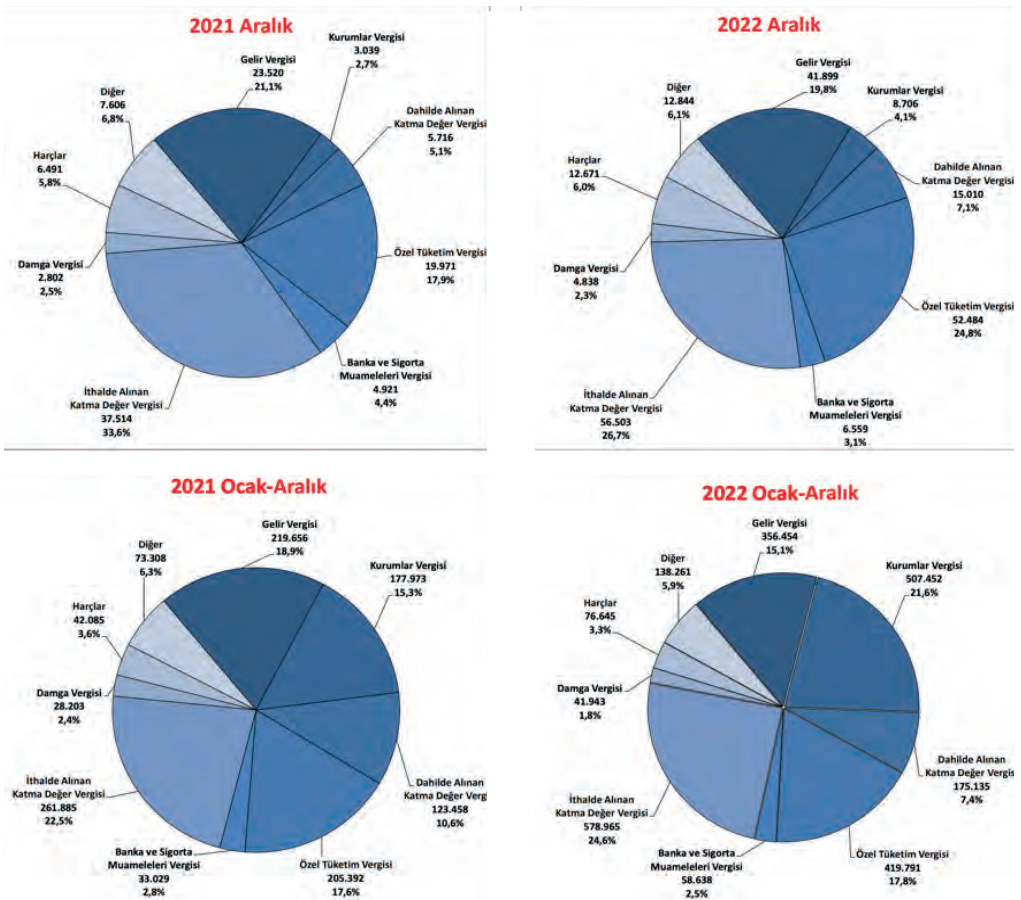 2021 Aralık
Kurumlar Vergisi
3.039
2,7%
Gelir Vergisi
23.520
21,1%
Diğer
7.606
6,8%
Dahilde Alınan
Katma Değer Vergisi
5.716
5,1%
Harçlar
6.491
5,8%
Özel Tüketim Vergisi
19.971
17,9%
Damga Vergisi
2.802
2,5%
Banka ve Sigorta
Muameleleri Vergisi
4.921
4,4%
İthalde Alınan
Katma Değer Vergisi
37.514
33,6%
2022 Aralık
Gelir Vergisi
41.899
19,8%
Diğer
12.844
6,1%
Kurumlar Vergisi
8.706
4,1%
Harçlar
12.671
6,0%
Dahilde Alınan
Katma Değer Vergisi
15.010
7,1%
Damga Vergisi
4.838
2,3%
Özel Tüketim Vergisi
52.484
24,8%
İthalde Alınan
Katma Değer Vergisi
56.503
26,7%
Banka ve Sigorta
Muameleleri Vergisi
6.559
3,1%
2021 Ocak-Aralık
Gelir Vergisi
219.656
18,9%
Diğer
73.308
6,3%
Kurumlar Vergisi
177.973
15,3%
Harçlar
42.085
3,6%
Damga Vergisi
28.203
2,4%
Dahilde Alınan
Katma Değer Verg
123.458
10,6%
İthalde Alınan
Katma Değer Vergisi
261.885
22,5%
Banka ve Sigorta
Muameleleri Vergisi
33.029
2,8%
Özel Tüketim Vergisi
205.392
17,6%
2022 Ocak-Aralık
Gelir Vergisi
356.454
15,1%
Diğer
138.261
5,9%
Kurumlar Vergisi
507.452
21,6%
Harçlar
76.645
3,3%
Damga Vergisi
41.943
1,8%
Dahilde Alınan
Katma Değer Vergisi
175.135
7,4%
İthalde Alınan
Katma Değer Vergisi
578.965
24,6%
Banka ve Sigorta
Muameleleri Vergisi
58.638
2,5%
Özel Tüketim Vergisi
419.791
17,8%